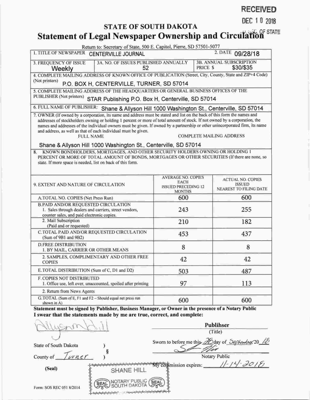 RECEIVED
DEC 10 2018
STATE OF SOUTH DAKOTA
Statement of Legal Newspaper Ownership and Circulation
Return to: Secretary of State, 500 E. Capitol, Pierre, SD 57501-5077
1. TITLE OF NEWSPAPER CENTERVILLE JOURNAL
2. DATE 09/28/18
3. FREQUENCY OF ISSUE
Weekly
3A. NO. OF ISSUES PUBLISHED ANNUALLY
52
3B. ANNUAL SUBSCRIPTION
PRICE $ $30/$35
4. COMPLETE MAILING ADDRESS OF KNOWN OFFICE OF PUBLICATION (Street, City, County, State and ZIP+4 Code)
(Not printers)
P.O. BOX H, CENTERVILLE, TURNER, SD 57014
5. COMPLETE MAILING ADDRESS OF THE HEADQUARTERS OR GENERAL BUSINESS OFFICES OF THE
PUBLISHER (Not printers)
STAR Publishing P.O. Box H, Centerville, SD 57014
6. FULL NAME OF PUBLISHER: Shane & Allyson Hill 1000 Washington St., Centerville, SD 57014
7. OWNER (If owned by a corporation, its name and address must be stated and also on the back of this form the names and
addresses of stockholders owning or holding 1 percent or more of total amount of stock. If not owned by a corporation, the
names and addresses of the individual owners must be given. If owned by a partnership or other unincorporated firm, its name
and address, as well as that of each individual must be given.
FULL NAME COMPLETE MAILING ADDRESS
Shane & Allyson Hill 1000 Washington St., Centerville, SD 57014
8. KNOWN BONDHOLDERS, MORTGAGES, AND OTHER SECURITY HOLDERS OWNING OR HOLDING 1
PERCENT OR MORE OF TOTAL AMOUNT OF BONDS, MORTGAGES OR OTHER SECURITIES (If there are none, so
state. If more space is needed, list on back of this form.
9. EXTENT AND NATURE OF CIRCULATION
AVERAGE NO. COPIES
EACH
ISSUED PRECEDING 12
MONTHS
ACTUAL NO. COPIES
ISSUED
NEAREST TO FILING DATE
A. TOTAL NO. COPIES (Net Press Run) 600 600
B. PAID AND/OR REQUESTED CIRCULATION
1. Sales through dealers and carriers, street vendors,
counter sales, and paid electronic copies. 243 255
2. Mail Subscription
(Paid and or requested) 210 182
C. TOTAL PAID AND/OR REQUESTED CIRCULATION
(Sum of 9B1 and 9B2) 453 437
D. FREE DISTRIBUTION
1. BY MAIL, CARRIER OR OTHER MEANS 8 8
2. SAMPLES, COMPLIMENTARY AND OTHER FREE
COPIES 42 42
E. TOTAL DISTRIBUTION (Sum of C, D1 and D2) 503 487
F. COPIES NOT DISTRIBUTED
1. Office use, left over, unaccounted, spoiled after printing 97 113
2. Return from News Agents
G. TOTAL (Sum of E, F1 and F2 - Should equal net press run
shown in A) 600 600
Statement must be signed by Publisher, Business Manager, or Owner in the presence of a Notary Public
I swear that the statements made by me are true, correct, and complete:
Allyson Hill
Publisher
(Title)
State of South Dakota )
County of Turner ) §
)
Sworn to before me this 28 day of September 20 18
Notary Public
(Seal)
My commission expires: 11-14-2018
SHANE HILL
SEAL NOTARY PUBLIC SEAL
SOUTH DAKOTA
Form: SOS REC 051 8/2014